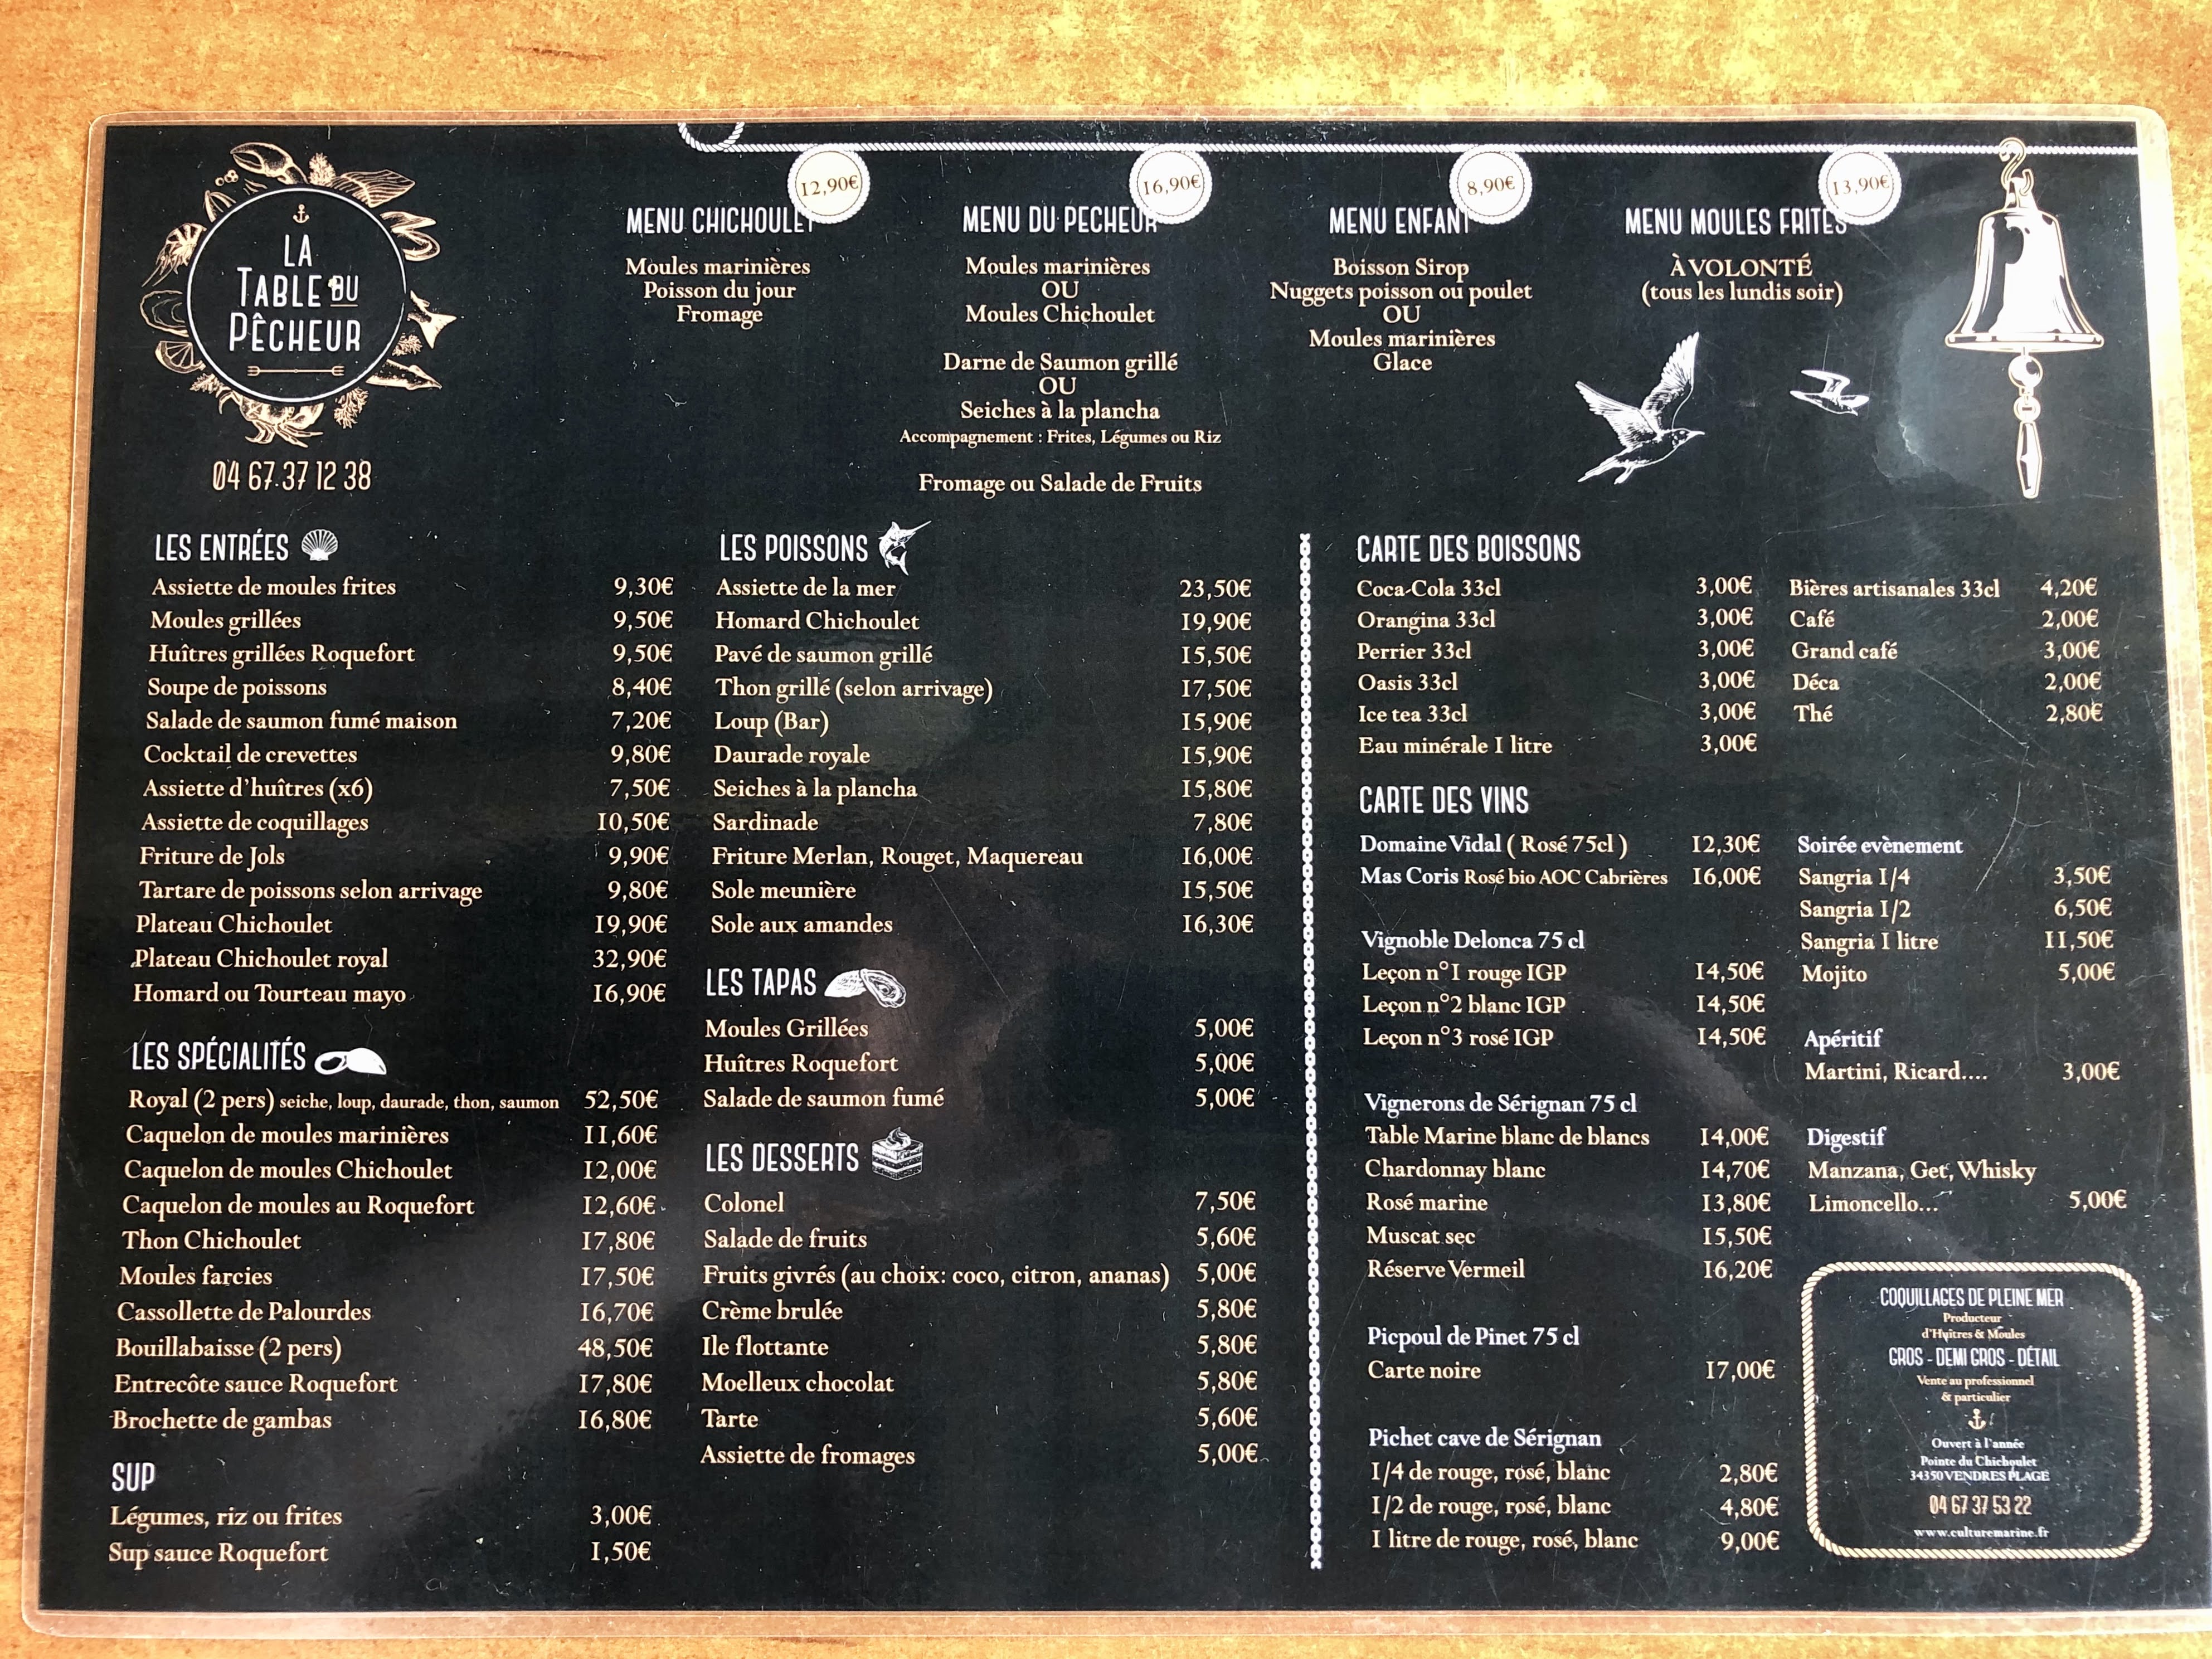 LA
TABLE DU
PÊCHEUR
04 67 37 12 38
12,90€
MENU CHICHOULET
Moules marinières
Poisson du jour
Fromage
16,90€
MENU DU PECHEUR
Moules marinières
OU
Moules Chichoulet
Darne de Saumon grillé
OU
Seiches à la plancha
Accompagnement : Frites, Légumes ou Riz
Fromage ou Salade de Fruits
8,90€
MENU ENFANT
Boisson Sirop
Nuggets poisson ou poulet
OU
Moules marinières
Glace
13,90€
MENU MOULES FRITES
À VOLONTÉ
(tous les lundis soir)
LES ENTRÉES
Assiette de moules frites 9,30€
Moules grillées 9,50€
Huîtres grillées Roquefort 9,50€
Soupe de poissons 8,40€
Salade de saumon fumé maison 7,20€
Cocktail de crevettes 9,80€
Assiette d'huîtres (x6) 7,50€
Assiette de coquillages 10,50€
Friture de Jols 9,90€
Tartare de poissons selon arrivage 9,80€
Plateau Chichoulet 19,90€
Plateau Chichoulet royal 32,90€
Homard ou Tourteau mayo 16,90€
LES SPÉCIALITÉS
Royal (2 pers) seiche, loup, daurade, thon, saumon 52,50€
Caquelon de moules marinières 11,60€
Caquelon de moules Chichoulet 12,00€
Caquelon de moules au Roquefort 12,60€
Thon Chichoulet 17,80€
Moules farcies 17,50€
Cassollette de Palourdes 16,70€
Bouillabaisse (2 pers) 48,50€
Entrecôte sauce Roquefort 17,80€
Brochette de gambas 16,80€
SUP
Légumes, riz ou frites 3,00€
Sup sauce Roquefort 1,50€
LES POISSONS
Assiette de la mer 23,50€
Homard Chichoulet 19,90€
Pavé de saumon grillé 15,50€
Thon grillé (selon arrivage) 17,50€
Loup (Bar) 15,90€
Daurade royale 15,90€
Seiches à la plancha 15,80€
Sardinade 7,80€
Friture Merlan, Rouget, Maquereau 16,00€
Sole meunière 15,50€
Sole aux amandes 16,30€
LES TAPAS
Moules Grillées 5,00€
Huîtres Roquefort 5,00€
Salade de saumon fumé 5,00€
LES DESSERTS
Colonel 7,50€
Salade de fruits 5,60€
Fruits givrés (au choix: coco, citron, ananas) 5,00€
Crème brulée 5,80€
Ile flottante 5,80€
Moelleux chocolat 5,80€
Tarte 5,60€
Assiette de fromages 5,00€
CARTE DES BOISSONS
Coca-Cola 33cl 3,00€
Orangina 33cl 3,00€
Perrier 33cl 3,00€
Oasis 33cl 3,00€
Ice tea 33cl 3,00€
Eau minérale 1 litre 3,00€
Bières artisanales 33cl 4,20€
Café 2,00€
Grand café 3,00€
Déca 2,00€
Thé 2,80€
CARTE DES VINS
Domaine Vidal ( Rosé 75cl ) 12,30€
Mas Coris Rosé bio AOC Cabrières 16,00€
Vignoble Delonca 75 cl
Leçon n°1 rouge IGP 14,50€
Leçon n°2 blanc IGP 14,50€
Leçon n°3 rosé IGP 14,50€
Vignerons de Sérignan 75 cl
Table Marine blanc de blancs 14,00€
Chardonnay blanc 14,70€
Rosé marine 13,80€
Muscat sec 15,50€
Réserve Vermeil 16,20€
Picpoul de Pinet 75 cl
Carte noire 17,00€
Pichet cave de Sérignan
1/4 de rouge, rosé, blanc 2,80€
1/2 de rouge, rosé, blanc 4,80€
1 litre de rouge, rosé, blanc 9,00€
Soirée evènement
Sangria 1/4 3,50€
Sangria 1/2 6,50€
Sangria 1 litre 11,50€
Mojito 5,00€
Apéritif
Martini, Ricard.... 3,00€
Digestif
Manzana, Get, Whisky
Limoncello... 5,00€
COQUILLAGES DE PLEINE MER
Producteur
d'Huîtres & Moules
GROS - DEMI GROS - DÉTAIL
Vente au professionnel
& particulier
Ouvert à l'année
Pointe du Chichoulet
34350 VENDRES PLAGE
04 67 37 53 22
www.culturemarine.fr